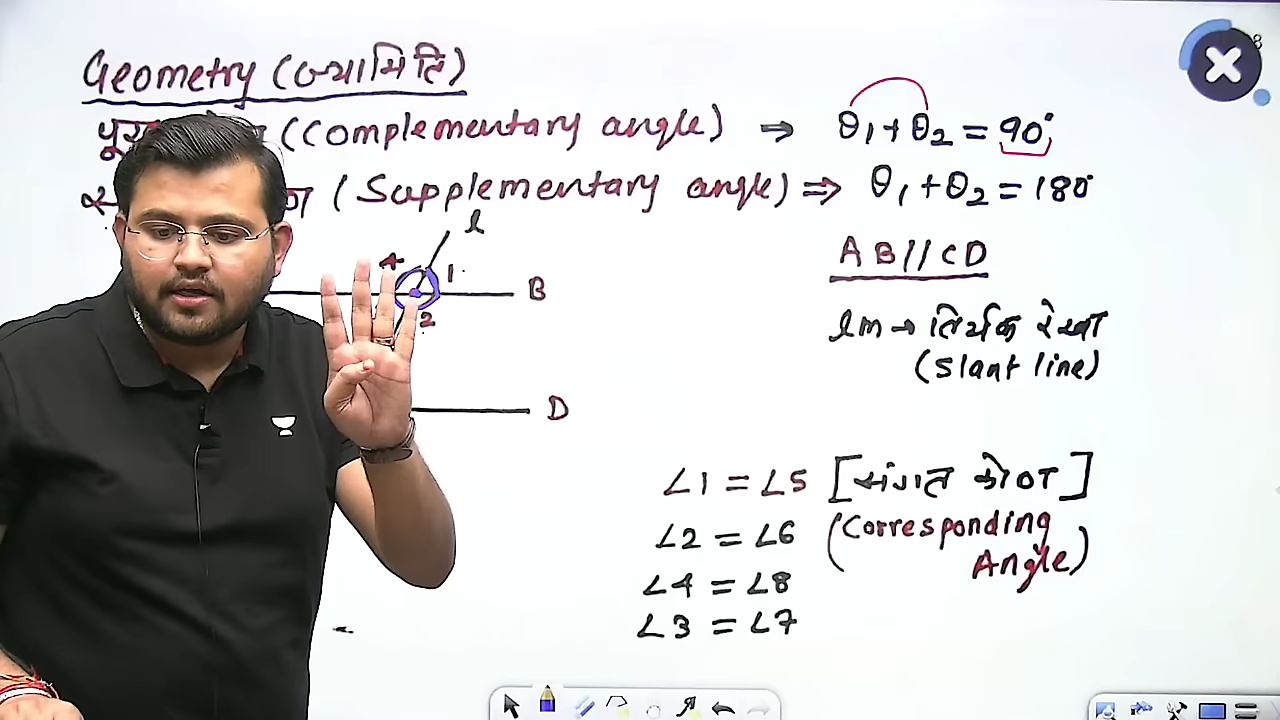 Geometry (ज्यामिति)
(Complementary angle) ⇒ θ1+θ2 = 90°
(Supplementary angle) ⇒ θ1+θ2 = 180°
l
4 1
B
2
D
AB//CD
lm → तिर्यक रेखा
(slant line)
∠1 = ∠5 [संगत कोण]
∠2 = ∠6 (Corresponding Angle)
∠4 = ∠8
∠3 = ∠7